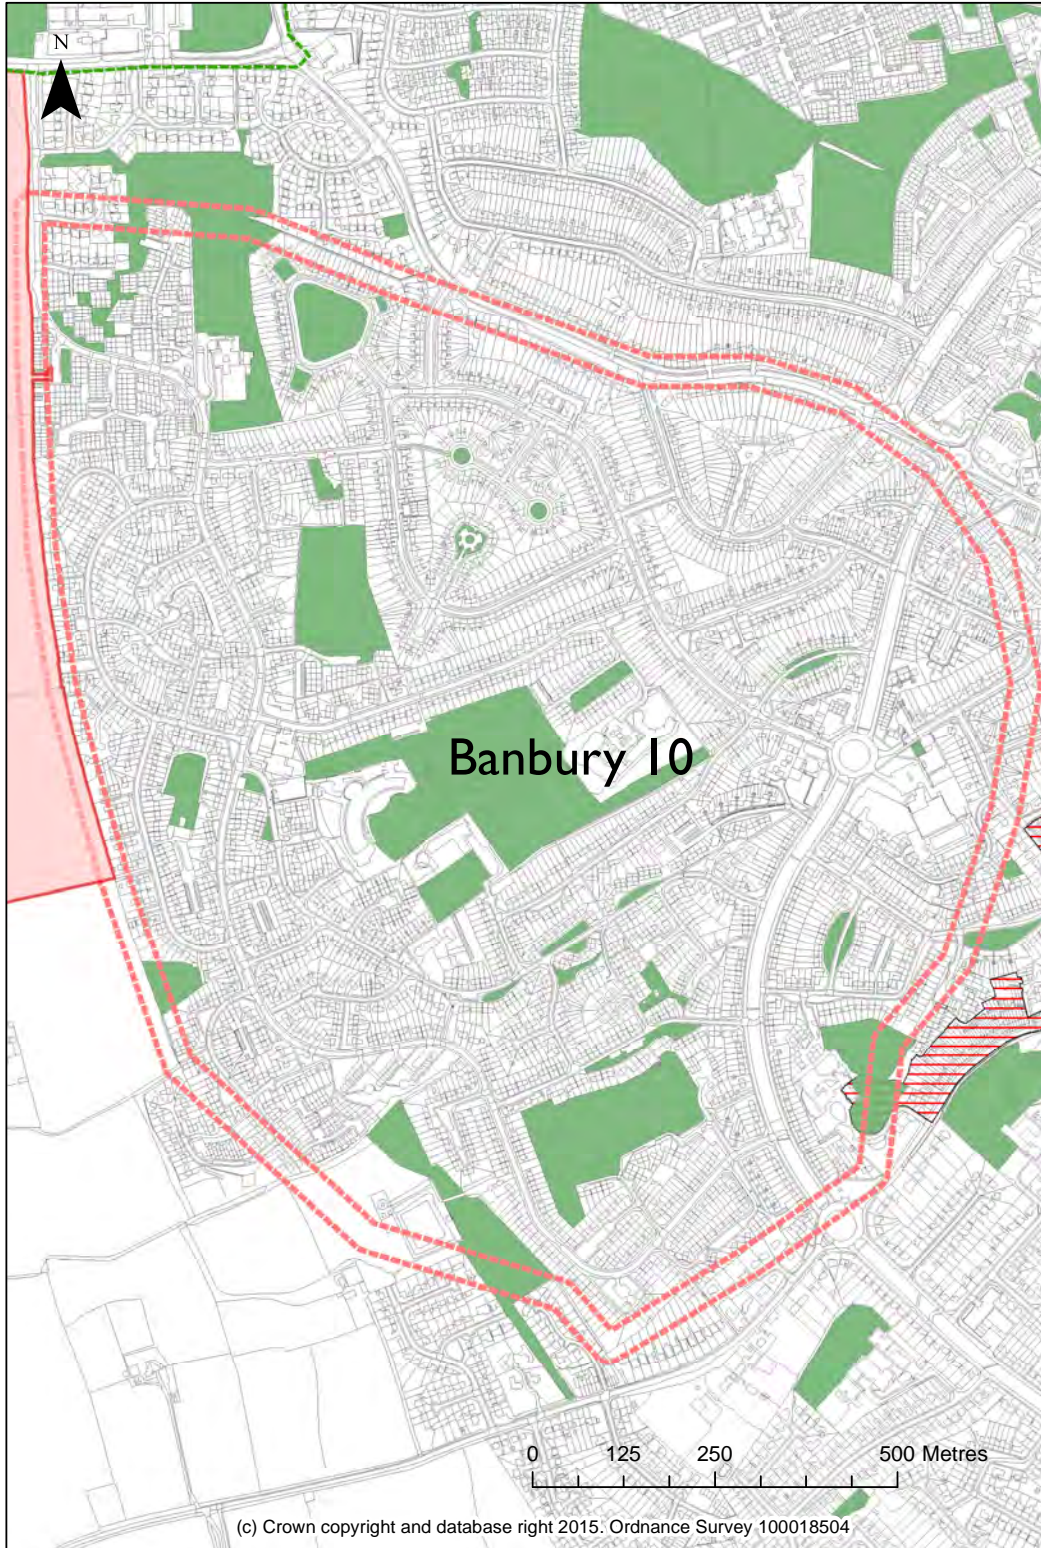 N
Banbury 10
0 125 250 500 Metres
(c) Crown copyright and database right 2015. Ordnance Survey 100018504